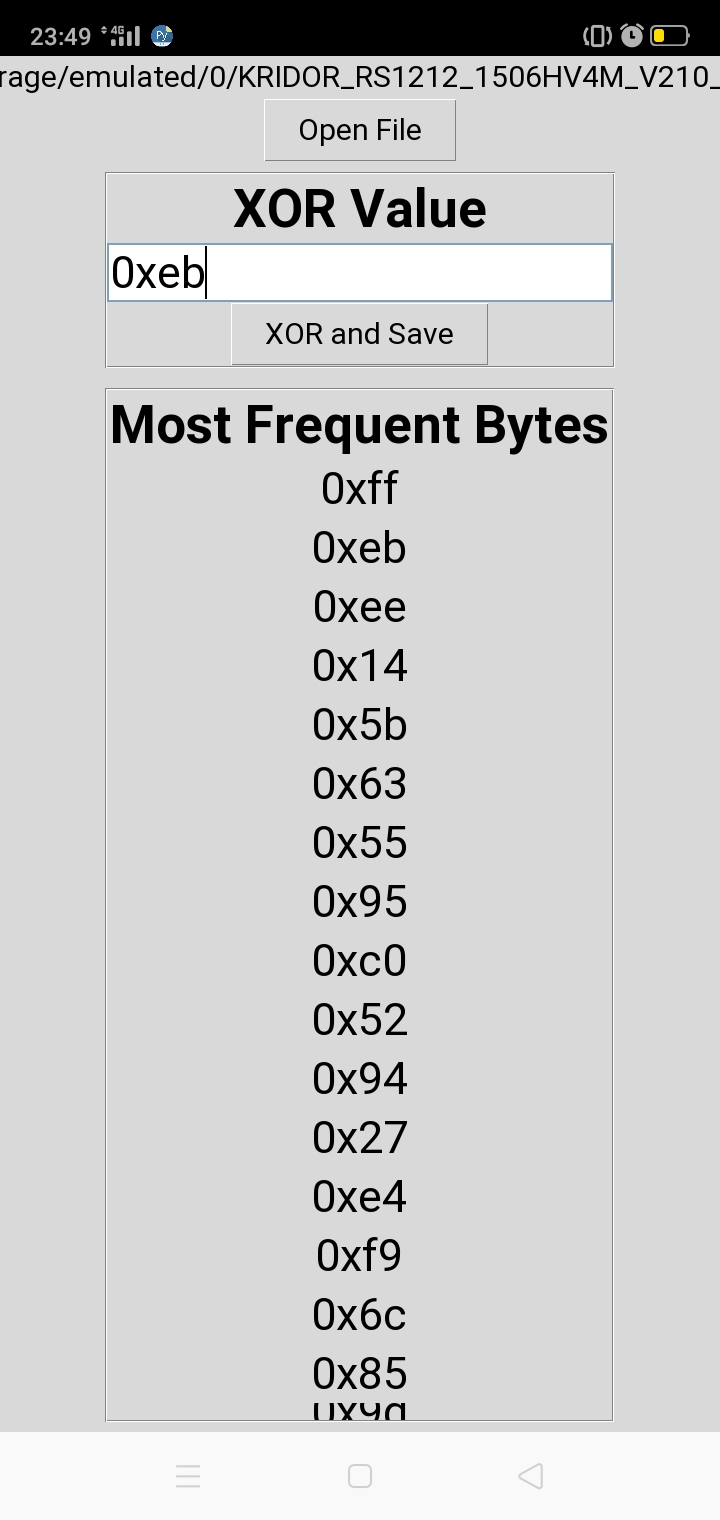 23:49 4G Py
rage/emulated/0/KRIDOR_RS1212_1506HV4M_V210_
Open File
XOR Value
0xeb
XOR and Save
Most Frequent Bytes
0xff
0xeb
0xee
0x14
0x5b
0x63
0x55
0x95
0xc0
0x52
0x94
0x27
0xe4
0xf9
0x6c
0x85